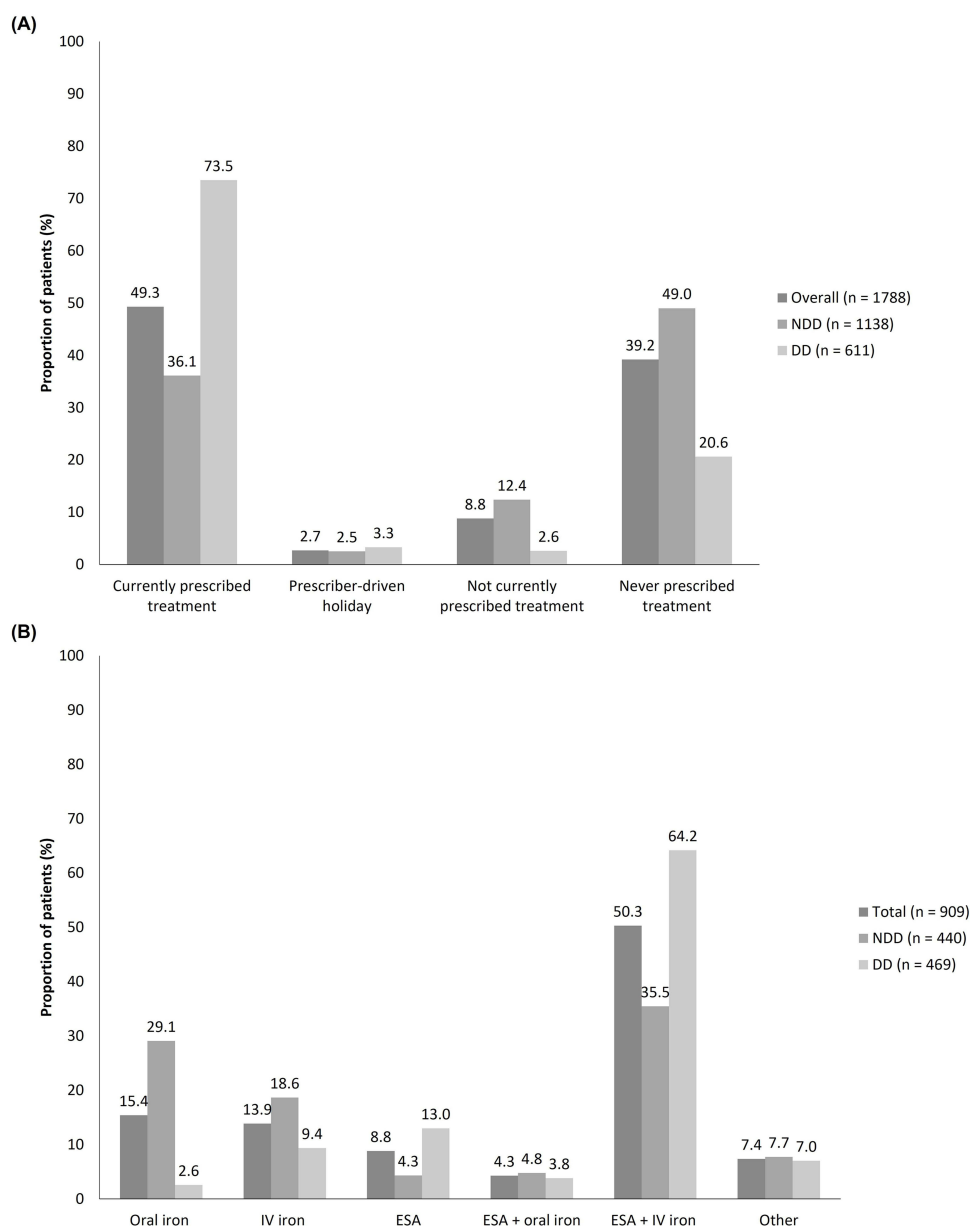 (A)
Proportion of patients (%)
100
90
80
70
60
50
40
30
20
10
0
49.3
36.1
73.5
2.7
2.5
3.3
8.8
12.4
2.6
39.2
49.0
20.6
Currently prescribed
treatment
Prescriber-driven
holiday
Not currently
prescribed treatment
Never prescribed
treatment
Overall (n = 1788)
NDD (n = 1138)
DD (n = 611)
(B)
Proportion of patients (%)
100
90
80
70
60
50
40
30
20
10
0
15.4
29.1
2.6
13.9
18.6
9.4
8.8
4.3
13.0
4.3
4.8
3.8
50.3
35.5
64.2
7.4
7.7
7.0
Oral iron
IV iron
ESA
ESA + oral iron
ESA + IV iron
Other
Total (n = 909)
NDD (n = 440)
DD (n = 469)